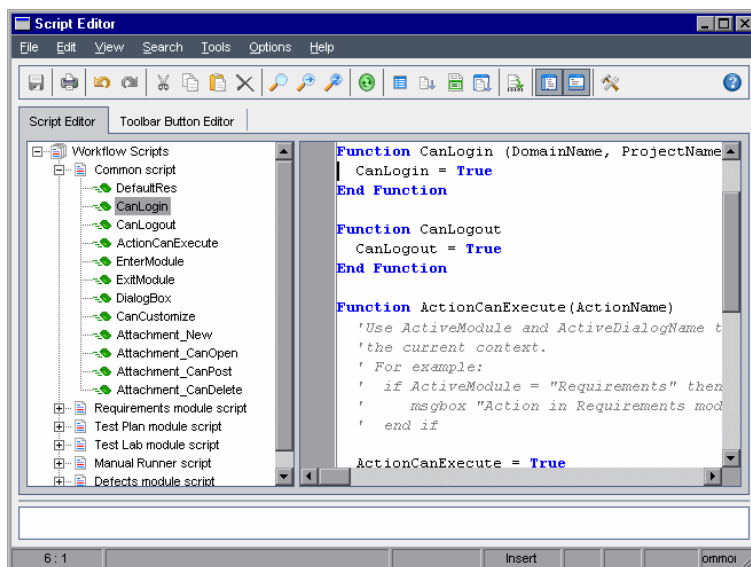 Script Editor
File Edit View Search Tools Options Help
Script Editor Toolbar Button Editor
Workflow Scripts
Common script
DefaultRes
CanLogin
CanLogout
ActionCanExecute
EnterModule
ExitModule
DialogBox
CanCustomize
Attachment_New
Attachment_CanOpen
Attachment_CanPost
Attachment_CanDelete
Requirements module script
Test Plan module script
Test Lab module script
Manual Runner script
Defects module script
Function CanLogin (DomainName, ProjectName
CanLogin = True
End Function
Function CanLogout
CanLogout = True
End Function
Function ActionCanExecute(ActionName)
'Use ActiveModule and ActiveDialogName t
'the current context.
' For example:
' if ActiveModule = "Requirements" then
' msgbox "Action in Requirements mod
' end if
ActionCanExecute = True
6 : 1 Insert ommor